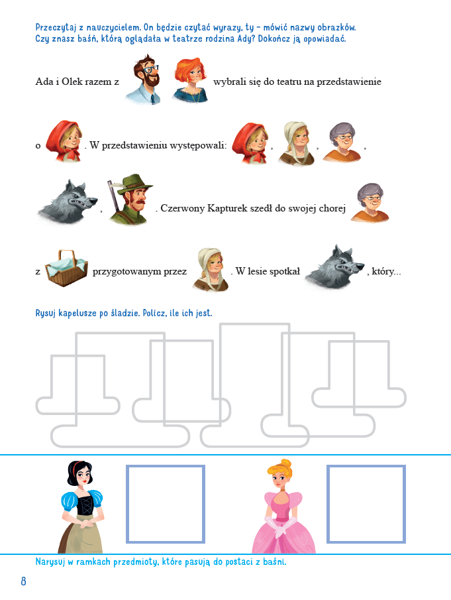 Przeczytaj z nauczycielem. On będzie czytać wyrazy, ty – mówić nazwy obrazków.
Czy znasz baśń, którą oglądała w teatrze rodzina Ady? Dokończ ją opowiadać.
Ada i Olek razem z wybrali się do teatru na przedstawienie
o . W przedstawieniu występowali: , , ,
, . Czerwony Kapturek szedł do swojej chorej
z przygotowanym przez . W lesie spotkał , który...
Rysuj kapelusze po śladzie. Policz, ile ich jest.
Narysuj w ramkach przedmioty, które pasują do postaci z baśni.
8